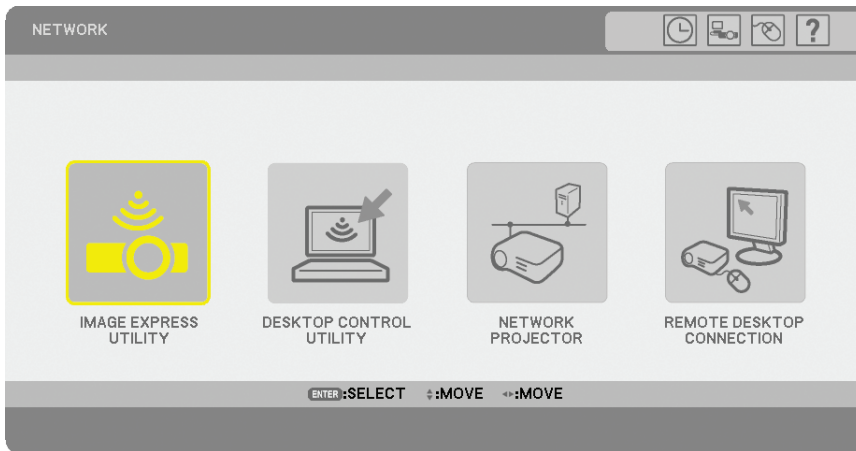 NETWORK
?
IMAGE EXPRESS
UTILITY
DESKTOP CONTROL
UTILITY
NETWORK
PROJECTOR
REMOTE DESKTOP
CONNECTION
ENTER:SELECT :MOVE :MOVE